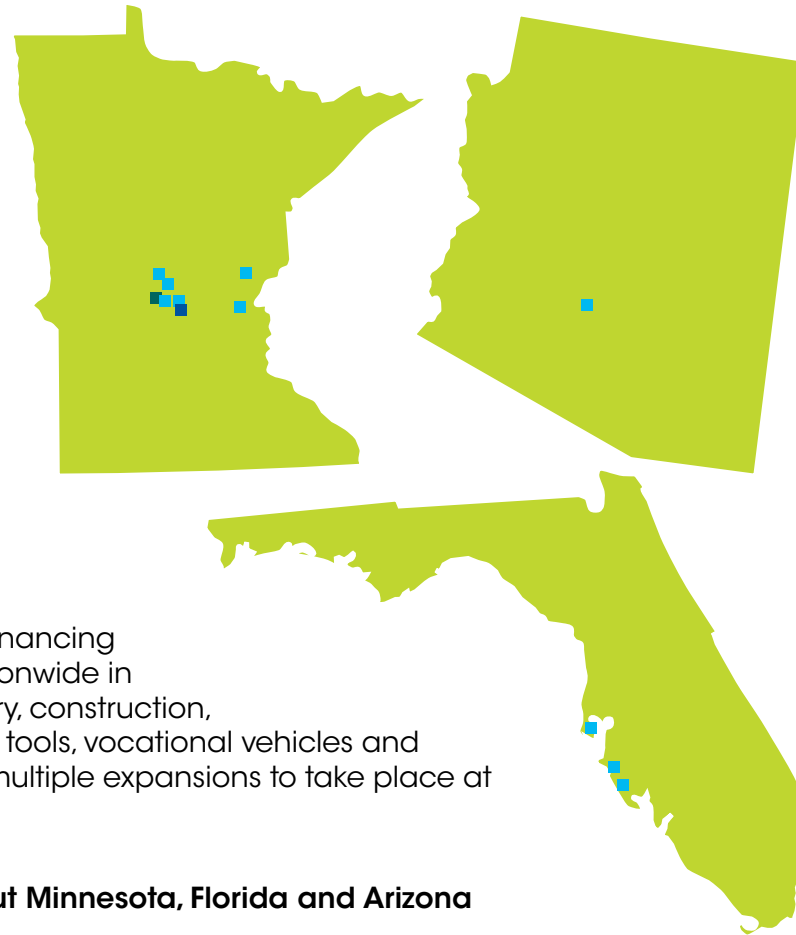 nancing
onwide in
ry, construction,
tools, vocational vehicles and
multiple expansions to take place at
ut Minnesota, Florida and Arizona